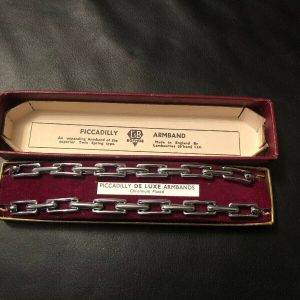 PICCADILLY ARMBAND
An expanding Armband of the
superior Twin Spring type
Made in England By
PICCADILLY DE LUXE ARMBANDS
Chromium Plated